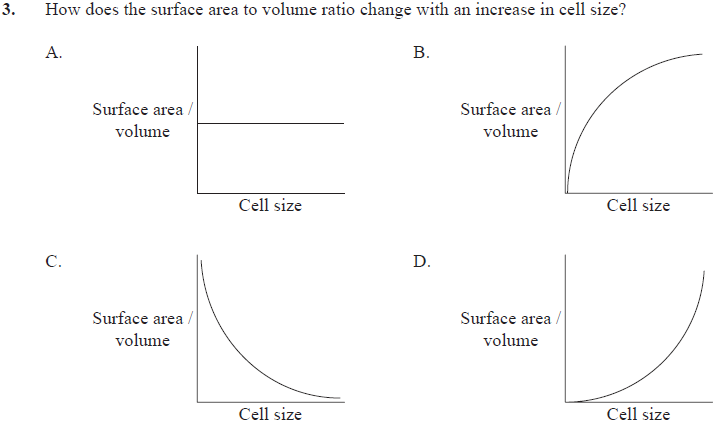 3. How does the surface area to volume ratio change with an increase in cell size?
A.
Surface area /
volume
Cell size
B.
Surface area /
volume
Cell size
C.
Surface area /
volume
Cell size
D.
Surface area /
volume
Cell size